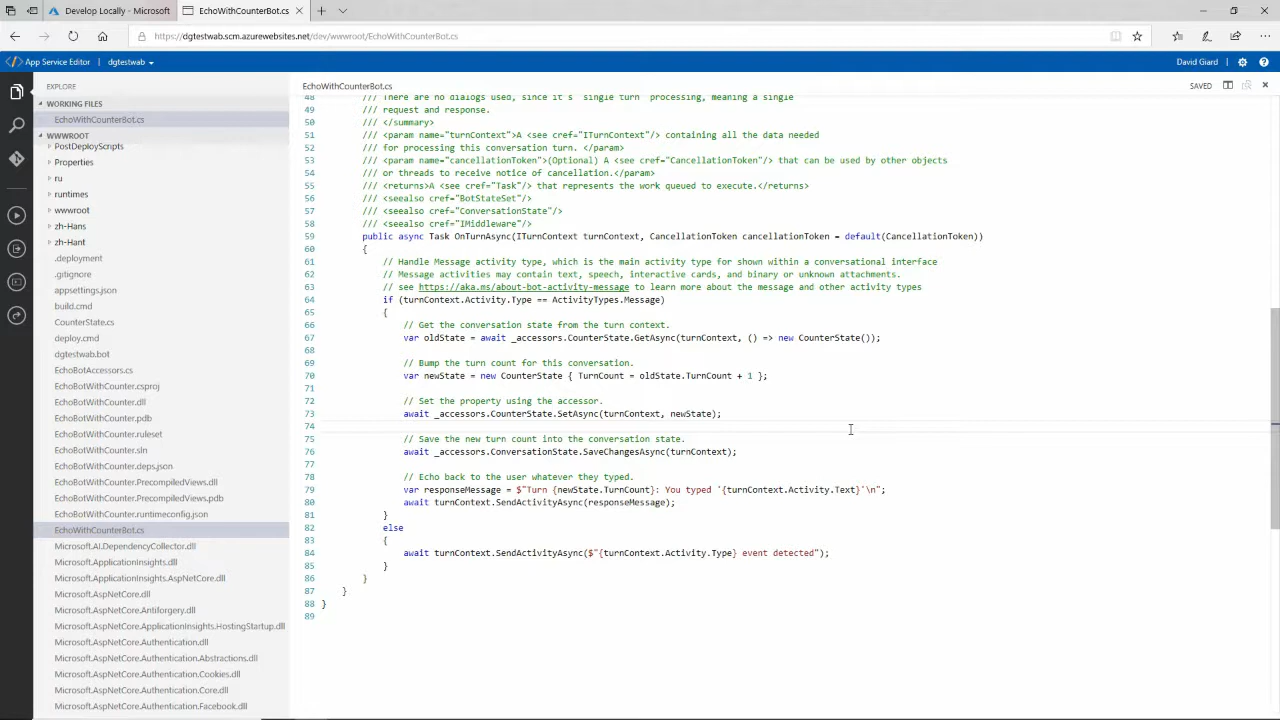 Develop Locally - Microsoft
EchoWithCounterBot.cs
https://dgtestwab.scm.azurewebsites.net/dev/wwwroot/EchoWithCounterBot.cs
</> App Service Editor
dgtestwab
David Giard
EXPLORE
WORKING FILES
EchoWithCounterBot.cs
WWWROOT
PostDeployScripts
Properties
ru
runtimes
wwwroot
zh-Hans
zh-Hant
.deployment
.gitignore
appsettings.json
build.cmd
CounterState.cs
deploy.cmd
dgtestwab.bot
EchoBotAccessors.cs
EchoBotWithCounter.csproj
EchoBotWithCounter.dll
EchoBotWithCounter.pdb
EchoBotWithCounter.ruleset
EchoBotWithCounter.sln
EchoBotWithCounter.deps.json
EchoBotWithCounter.PrecompiledViews.dll
EchoBotWithCounter.PrecompiledViews.pdb
EchoBotWithCounter.runtimeconfig.json
EchoWithCounterBot.cs
Microsoft.AI.DependencyCollector.dll
Microsoft.ApplicationInsights.dll
Microsoft.ApplicationInsights.AspNetCore.dll
Microsoft.AspNetCore.dll
Microsoft.AspNetCore.Antiforgery.dll
Microsoft.AspNetCore.ApplicationInsights.HostingStartup.dll
Microsoft.AspNetCore.Authentication.dll
Microsoft.AspNetCore.Authentication.Abstractions.dll
Microsoft.AspNetCore.Authentication.Cookies.dll
Microsoft.AspNetCore.Authentication.Core.dll
Microsoft.AspNetCore.Authentication.Facebook.dll
EchoWithCounterBot.cs
SAVED
48 /// There are no dialogs used, since it's "single turn" processing, meaning a single
49 /// request and response.
50 /// </summary>
51 /// <param name="turnContext">A <see cref="ITurnContext"/> containing all the data needed
52 /// for processing this conversation turn. </param>
53 /// <param name="cancellationToken">(Optional) A <see cref="CancellationToken"/> that can be used by other objects
54 /// or threads to receive notice of cancellation.</param>
55 /// <returns>A <see cref="Task"/> that represents the work queued to execute.</returns>
56 /// <seealso cref="BotStateSet"/>
57 /// <seealso cref="ConversationState"/>
58 /// <seealso cref="IMiddleware"/>
59 public async Task OnTurnAsync(ITurnContext turnContext, CancellationToken cancellationToken = default(CancellationToken))
60 {
61 // Handle Message activity type, which is the main activity type for shown within a conversational interface
62 // Message activities may contain text, speech, interactive cards, and binary or unknown attachments.
63 // see https://aka.ms/about-bot-activity-message to learn more about the message and other activity types
64 if (turnContext.Activity.Type == ActivityTypes.Message)
65 {
66 // Get the conversation state from the turn context.
67 var oldState = await _accessors.CounterState.GetAsync(turnContext, () => new CounterState());
68
69 // Bump the turn count for this conversation.
70 var newState = new CounterState { TurnCount = oldState.TurnCount + 1 };
71
72 // Set the property using the accessor.
73 await _accessors.CounterState.SetAsync(turnContext, newState);
74
75 // Save the new turn count into the conversation state.
76 await _accessors.ConversationState.SaveChangesAsync(turnContext);
77
78 // Echo back to the user whatever they typed.
79 var responseMessage = $"Turn {newState.TurnCount}: You typed '{turnContext.Activity.Text}'\n";
80 await turnContext.SendActivityAsync(responseMessage);
81 }
82 else
83 {
84 await turnContext.SendActivityAsync($"{turnContext.Activity.Type} event detected");
85 }
86 }
87 }
88 }
89